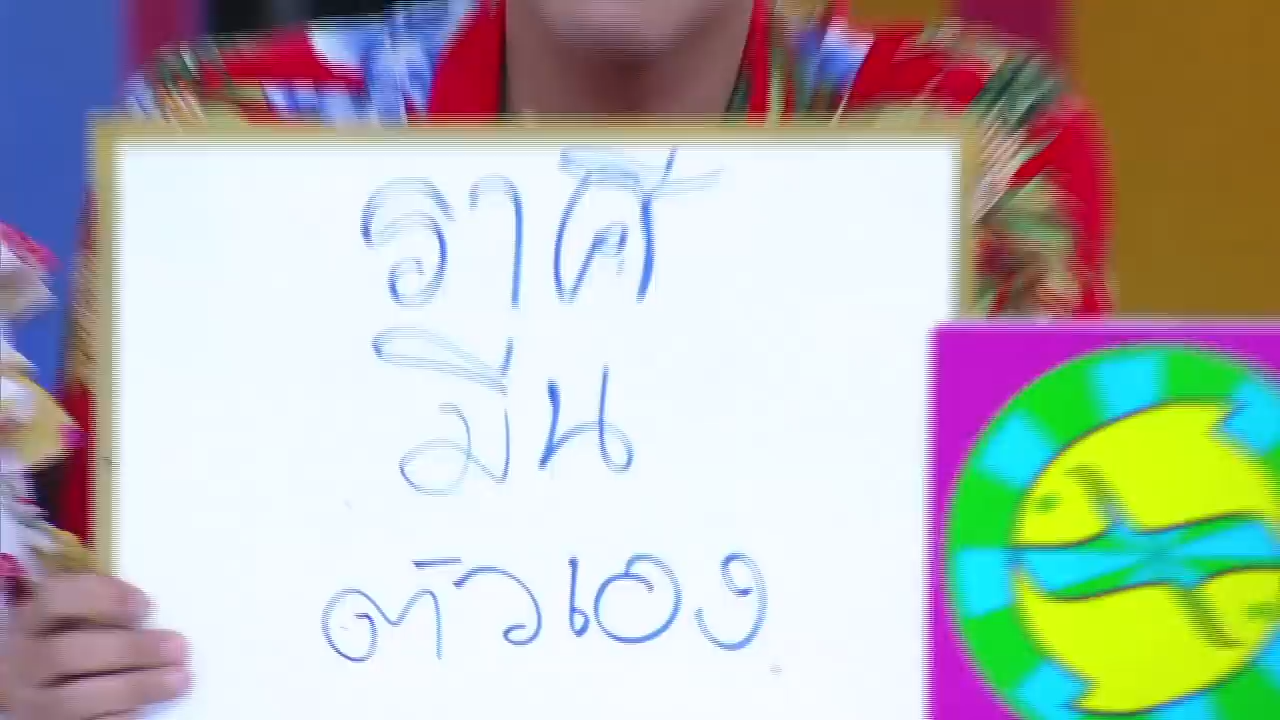 ราศี
มีน
ตัวเอง